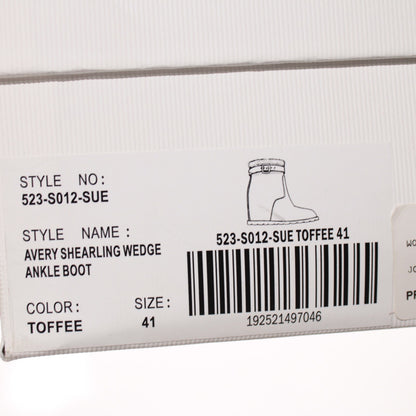 STYLE NO:
523-S012-SUE
STYLE NAME :
AVERY SHEARLING WEDGE
ANKLE BOOT
COLOR:
TOFFEE
SIZE:
41
523-S012-SUE TOFFEE 41
192521497046